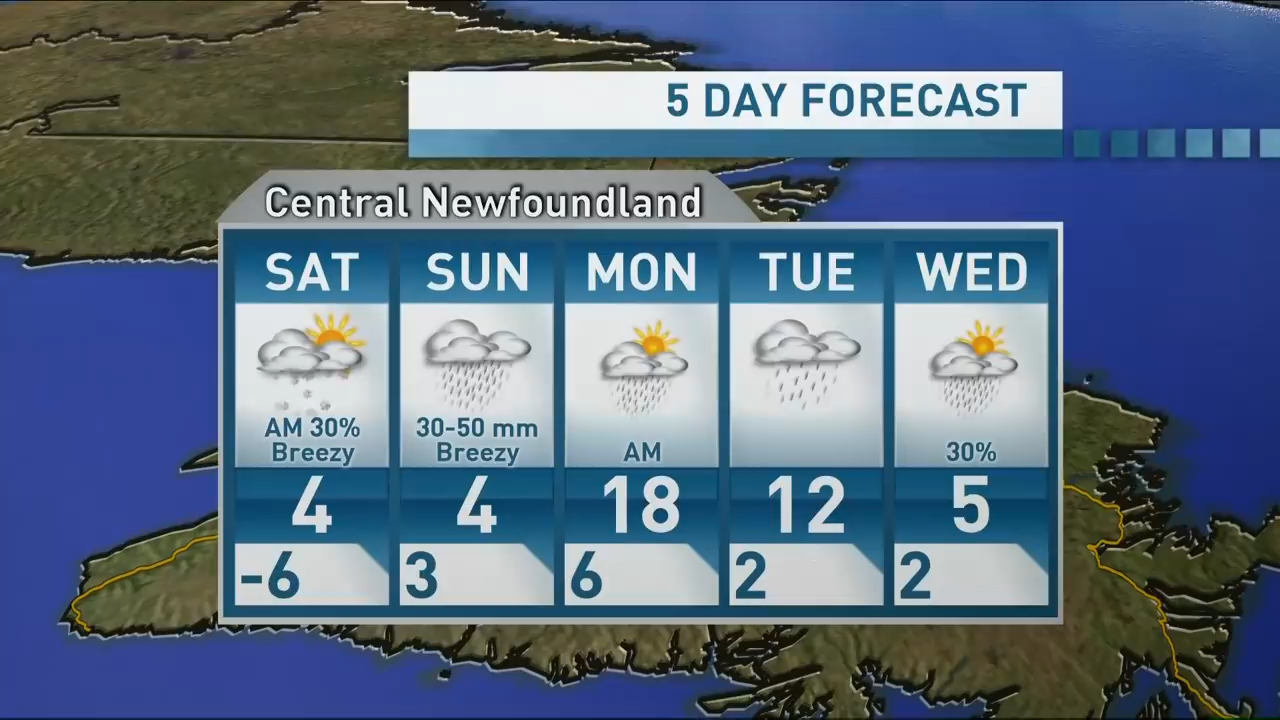 5 DAY FORECAST
Central Newfoundland
SAT SUN MON TUE WED
AM 30% 30-50 mm
Breezy Breezy AM 30%
4 4 18 12 5
-6 3 6 2 2